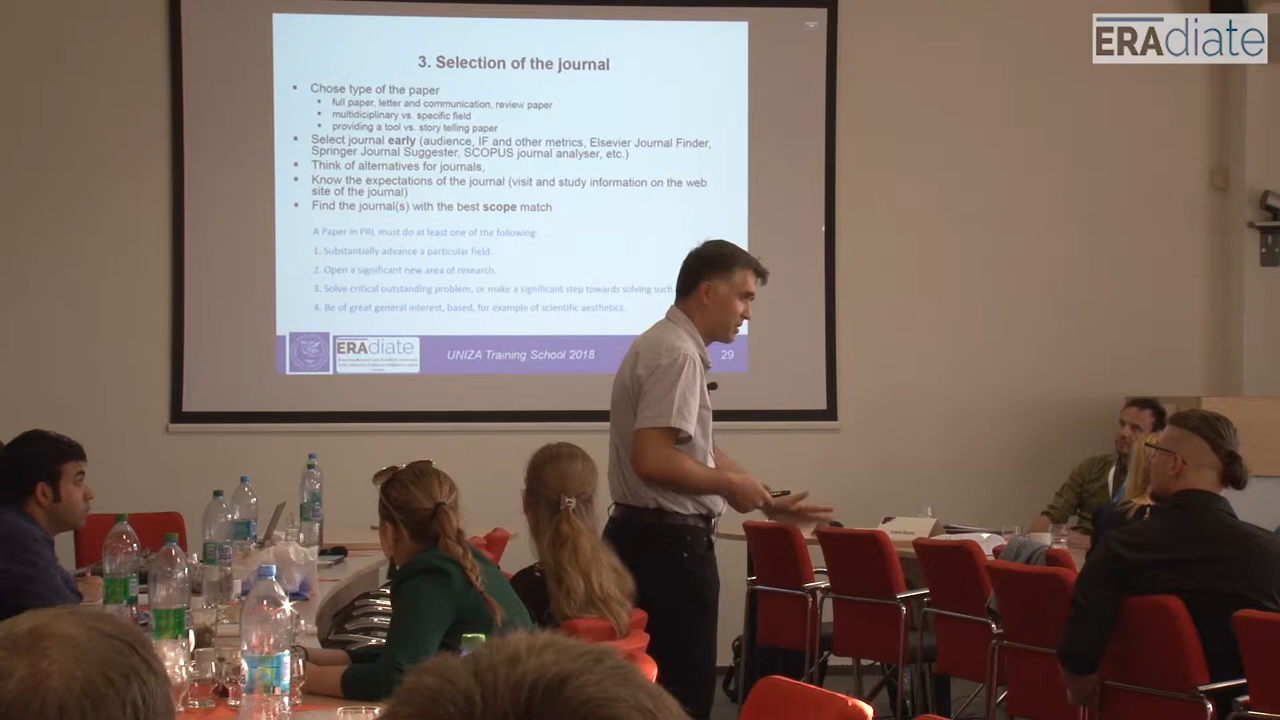 ERAdiate
3. Selection of the journal
▪ Chose type of the paper
▪ full paper, letter and communication, review paper
▪ multidiciplinary vs. specific field
▪ providing a tool vs. story telling paper
▪ Select journal early (audience, IF and other metrics, Elsevier Journal Finder,
Springer Journal Suggester, SCOPUS journal analyser, etc.)
▪ Think of alternatives for journals,
▪ Know the expectations of the journal (visit and study information on the web
site of the journal)
▪ Find the journal(s) with the best scope match
A Paper in PRL must do at least one of the following:
1. Substantially advance a particular field.
2. Open a significant new area of research.
3. Solve critical outstanding problem, or make a significant step towards solving such
4. Be of great general interest, based, for example of scientific aesthetics.
ERAdiate
UNIZA Training School 2018
29